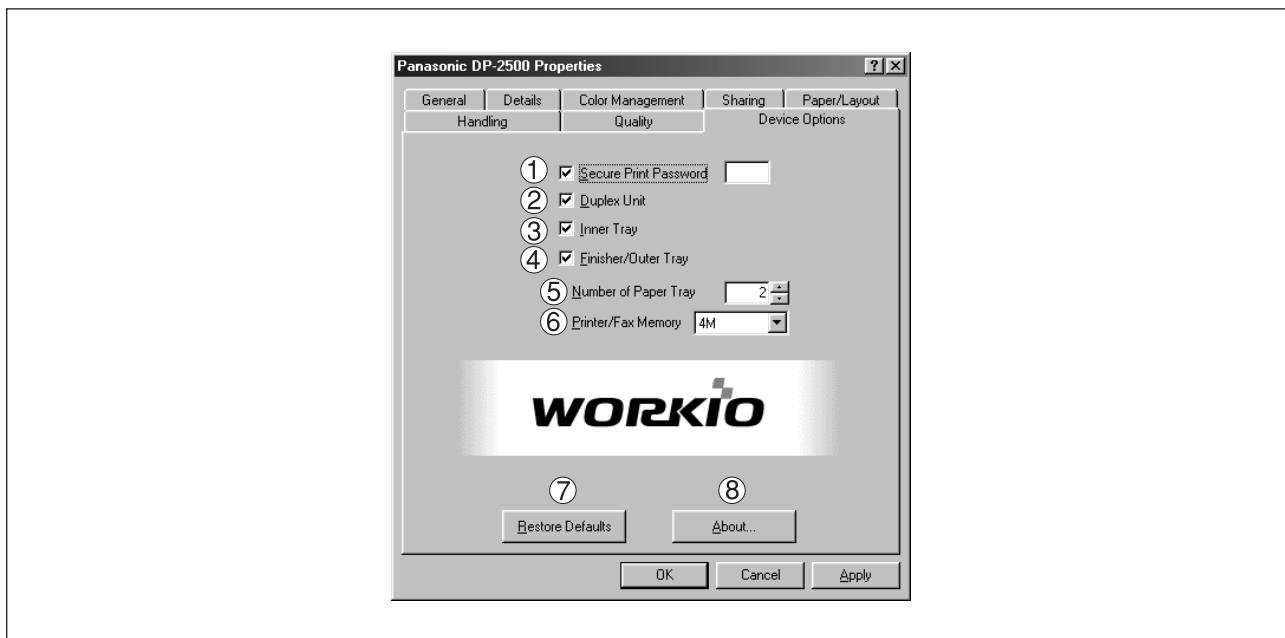 Panasonic DP-2500 Properties
General Details Color Management Sharing Paper/Layout
Handling Quality Device Options
① Secure Print Password
② Duplex Unit
③ Inner Tray
④ Finisher/Outer Tray
⑤ Number of Paper Tray 2
⑥ Printer/Fax Memory 4M
WORKIO
⑦ ⑧
Restore Defaults About...
OK Cancel Apply